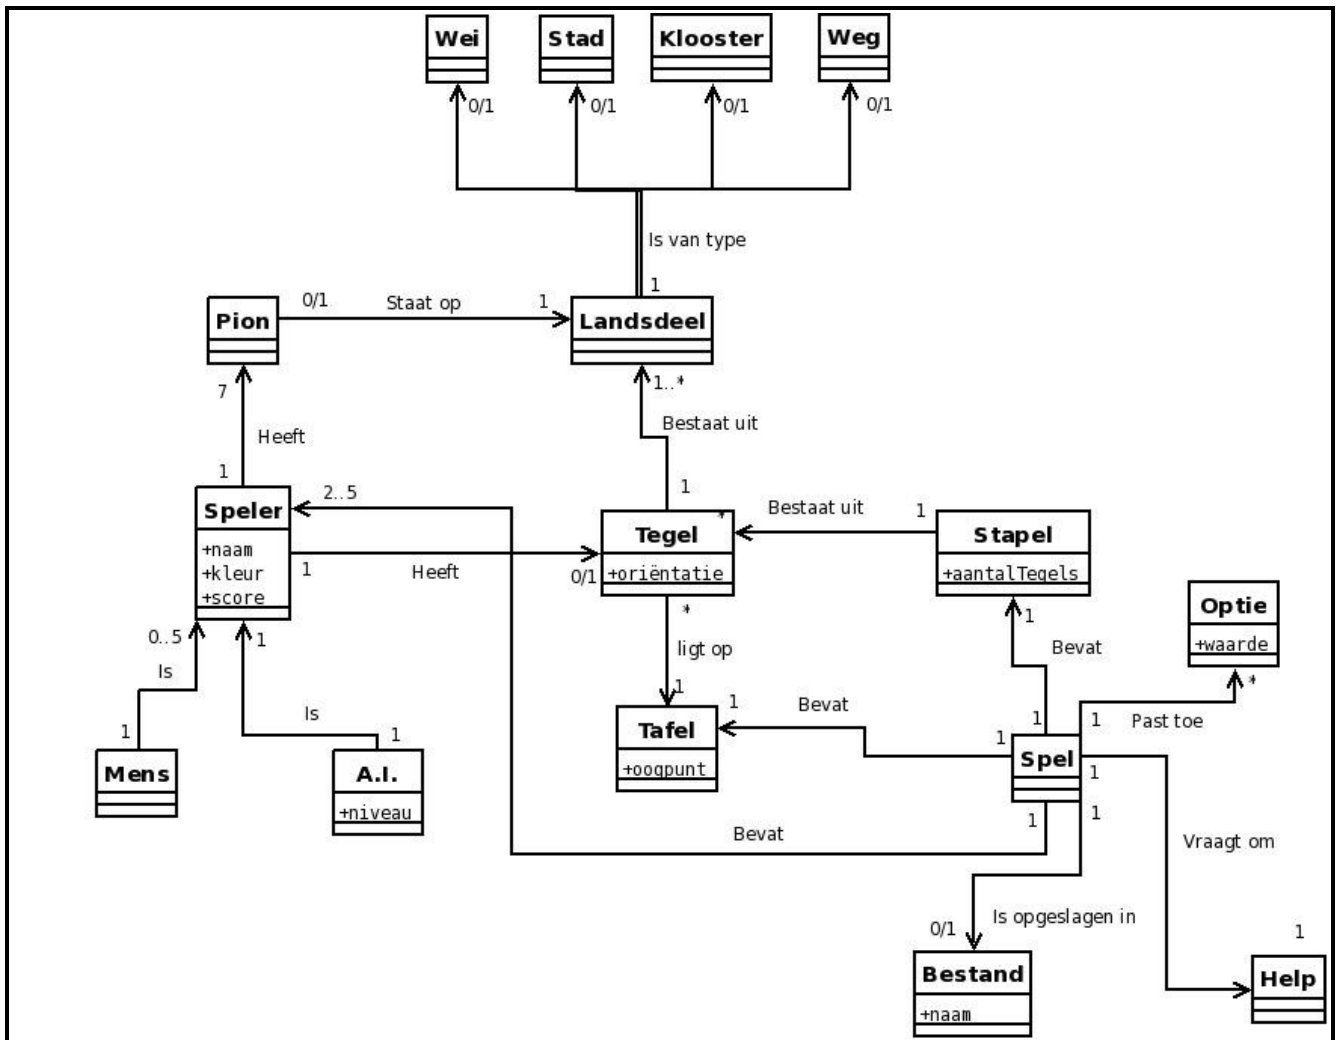 Wei
Stad
Klooster
Weg
0/1
0/1
0/1
0/1
Is van type
1
Pion
0/1
Staat op
1
Landsdeel
7
1..*
Heeft
Bestaat uit
1
1
Speler
+naam
+kleur
+score
2..5
1
Heeft
0/1
Tegel
+oriëntatie
*
Bestaat uit
1
Stapel
+aantalTegels
*
ligt op
1
1
Bevat
Optie
+waarde
*
0..5
Is
1
Is
1
1
Mens
A.I.
+niveau
Tafel
+oogpunt
1
Bevat
1
1
1
Past toe
Spel
1
1
1
Bevat
Vraagt om
Is opgeslagen in
0/1
1
Bestand
+naam
Help